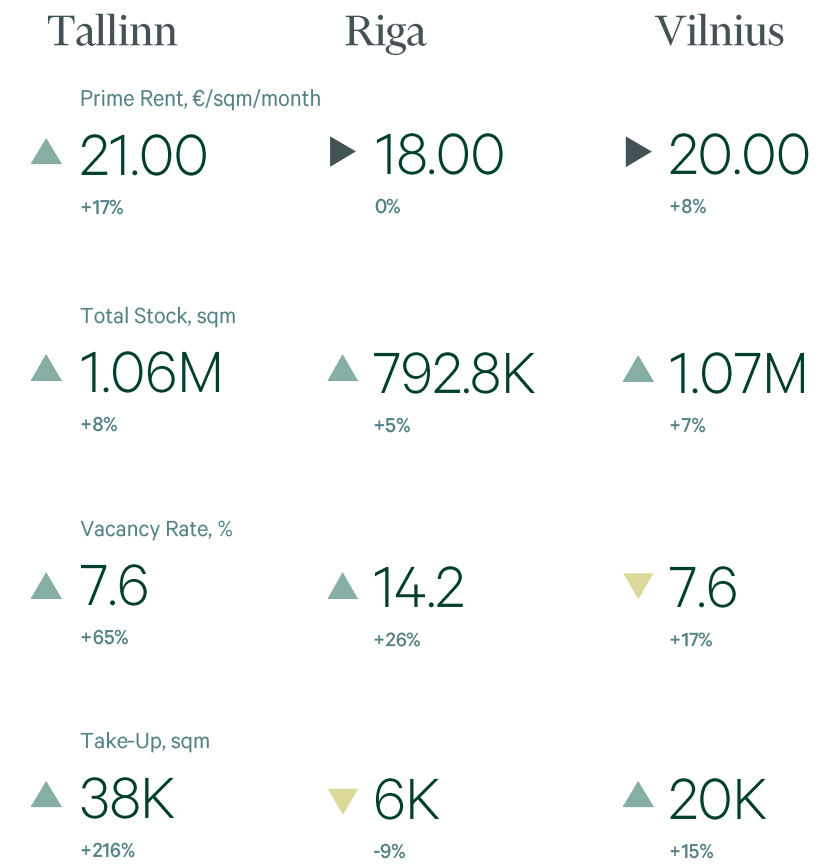 Tallinn Riga Vilnius
Prime Rent, €/sqm/month
21.00 18.00 20.00
+17% 0% +8%
Total Stock, sqm
1.06M 792.8K 1.07M
+8% +5% +7%
Vacancy Rate, %
7.6 14.2 7.6
+65% +26% +17%
Take-Up, sqm
38K 6K 20K
+216% -9% +15%